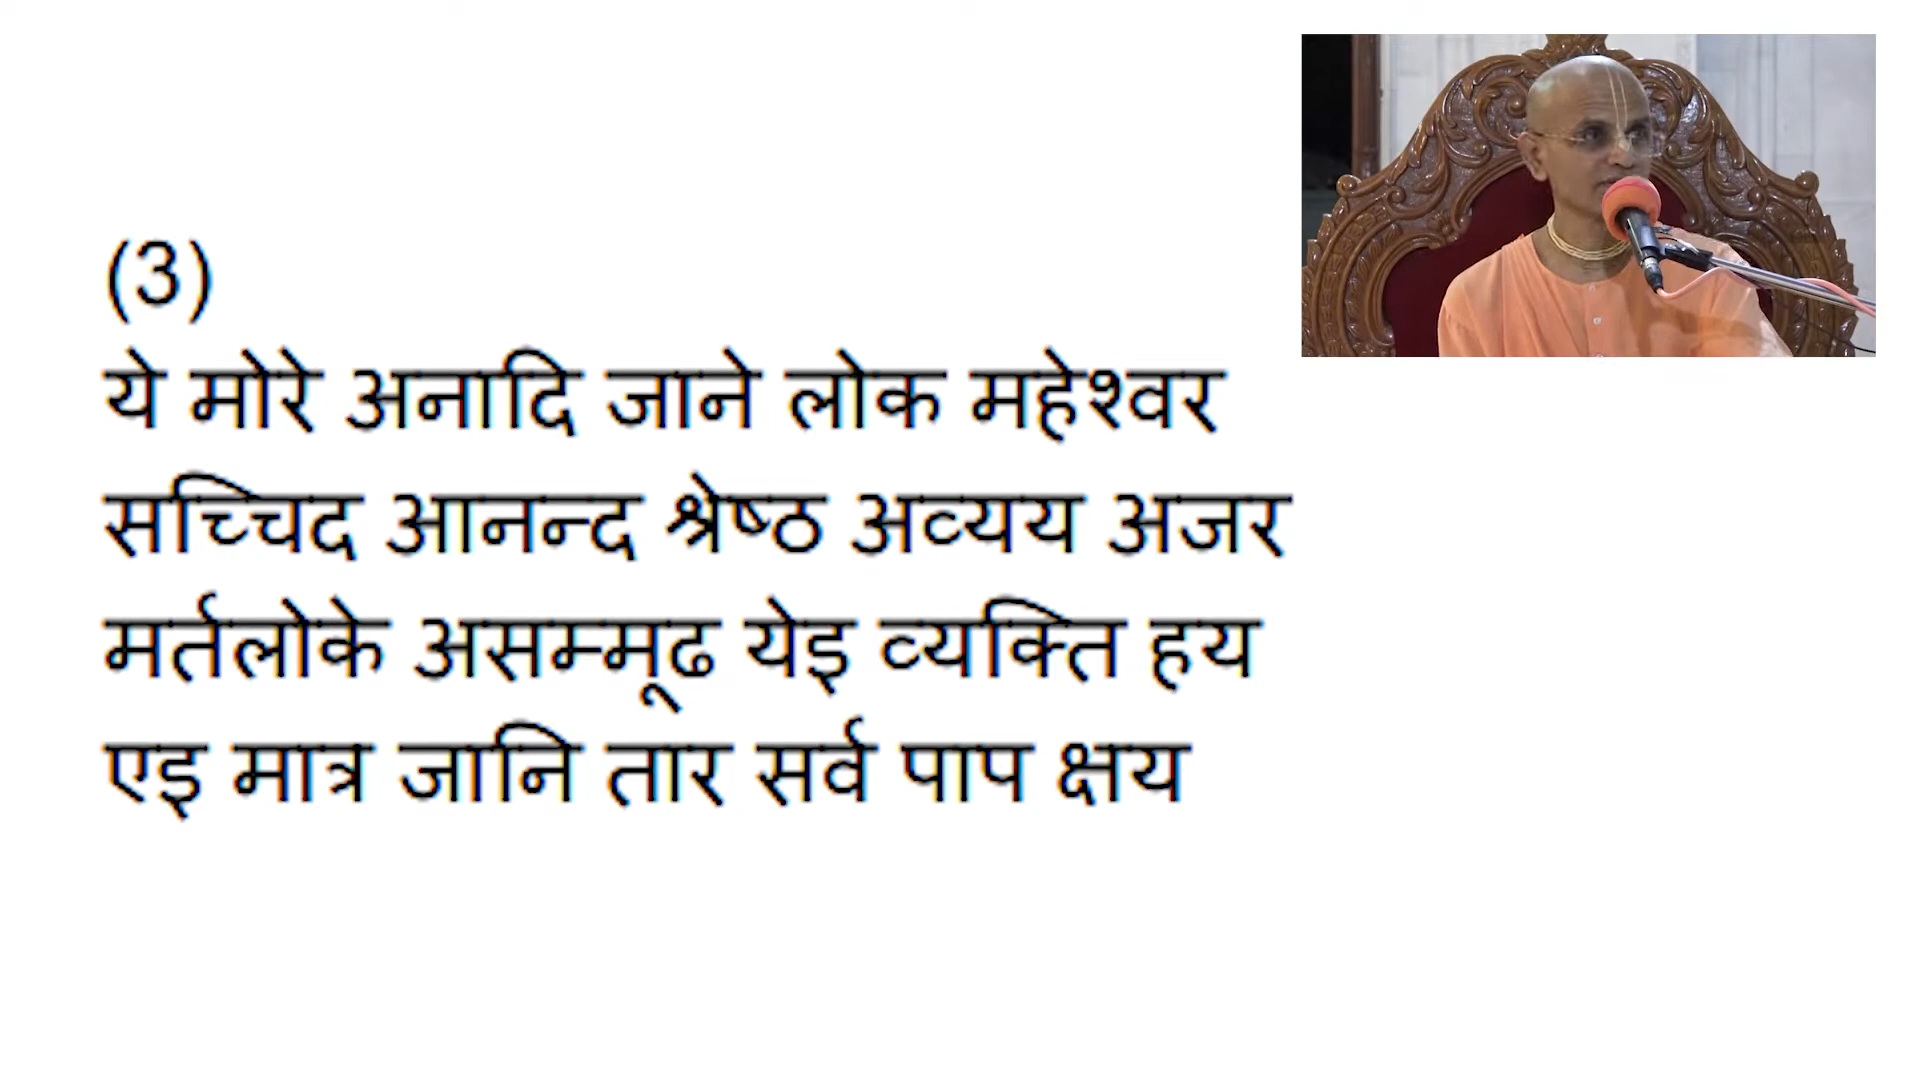 (3)
ये मोरे अनादि जाने लोक महेश्वर
सच्चिद आनन्द श्रेष्ठ अव्यय अजर
मर्तलोके असम्मूढ येइ व्यक्ति हय
एइ मात्र जानि तार सर्व पाप क्षय